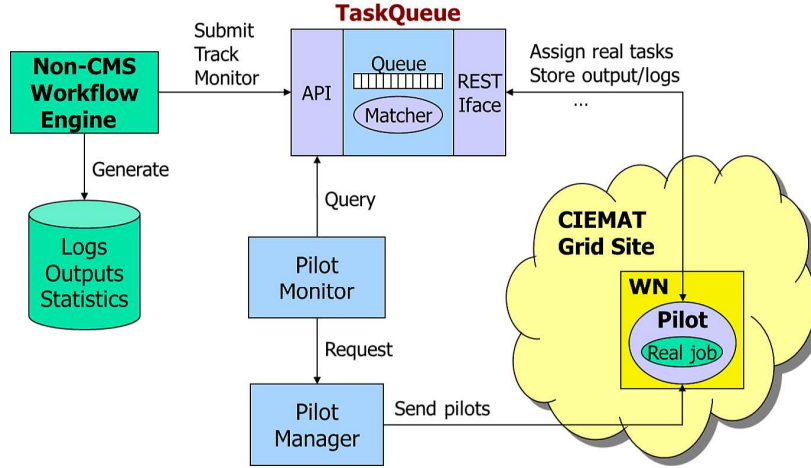 TaskQueue
Submit
Track
Monitor
Non-CMS
Workflow
Engine
API
Queue
Matcher
REST
Iface
Assign real tasks
Store output/logs
...
Generate
Logs
Outputs
Statistics
Query
Pilot
Monitor
Request
Pilot
Manager
Send pilots
CIEMAT
Grid Site
WN
Pilot
Real job